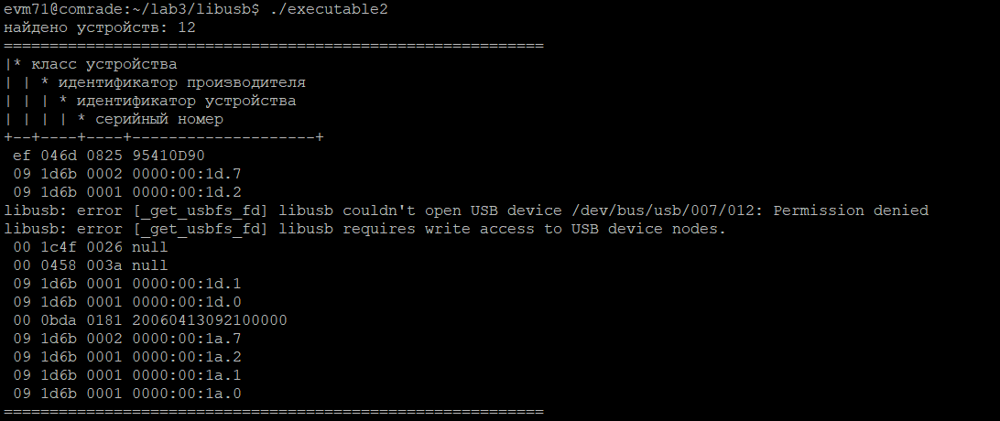 evm71@comrade:~/lab3/libusb$ ./executable2
найдено устройств: 12
===========================================================
|* класс устройства
| | * идентификатор производителя
| | | * идентификатор устройства
| | | | * серийный номер
+--+----+----+--------------------+
ef 046d 0825 95410D90
09 1d6b 0002 0000:00:1d.7
09 1d6b 0001 0000:00:1d.2
libusb: error [_get_usbfs_fd] libusb couldn't open USB device /dev/bus/usb/007/012: Permission denied
libusb: error [_get_usbfs_fd] libusb requires write access to USB device nodes.
00 1c4f 0026 null
00 0458 003a null
09 1d6b 0001 0000:00:1d.1
09 1d6b 0001 0000:00:1d.0
00 0bda 0181 20060413092100000
09 1d6b 0002 0000:00:1a.7
09 1d6b 0001 0000:00:1a.2
09 1d6b 0001 0000:00:1a.1
09 1d6b 0001 0000:00:1a.0
===========================================================